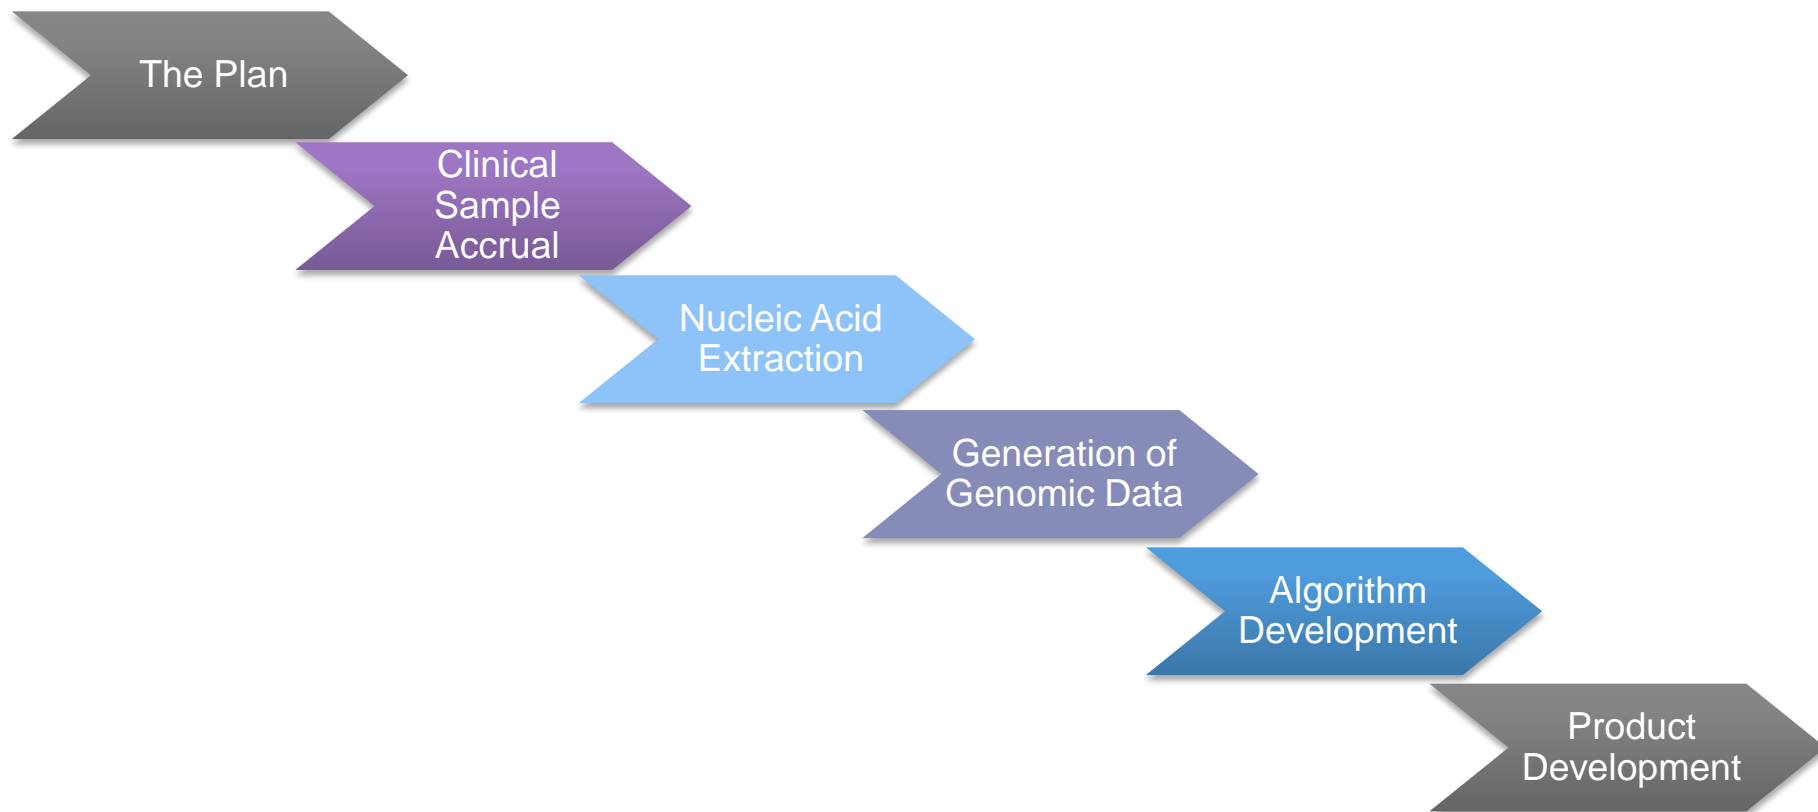 The Plan
Clinical
Sample
Accrual
Nucleic Acid
Extraction
Generation of
Genomic Data
Algorithm
Development
Product
Development